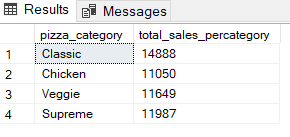 Results Messages
pizza_category total_sales_percategory
1 Classic 14888
2 Chicken 11050
3 Veggie 11649
4 Supreme 11987